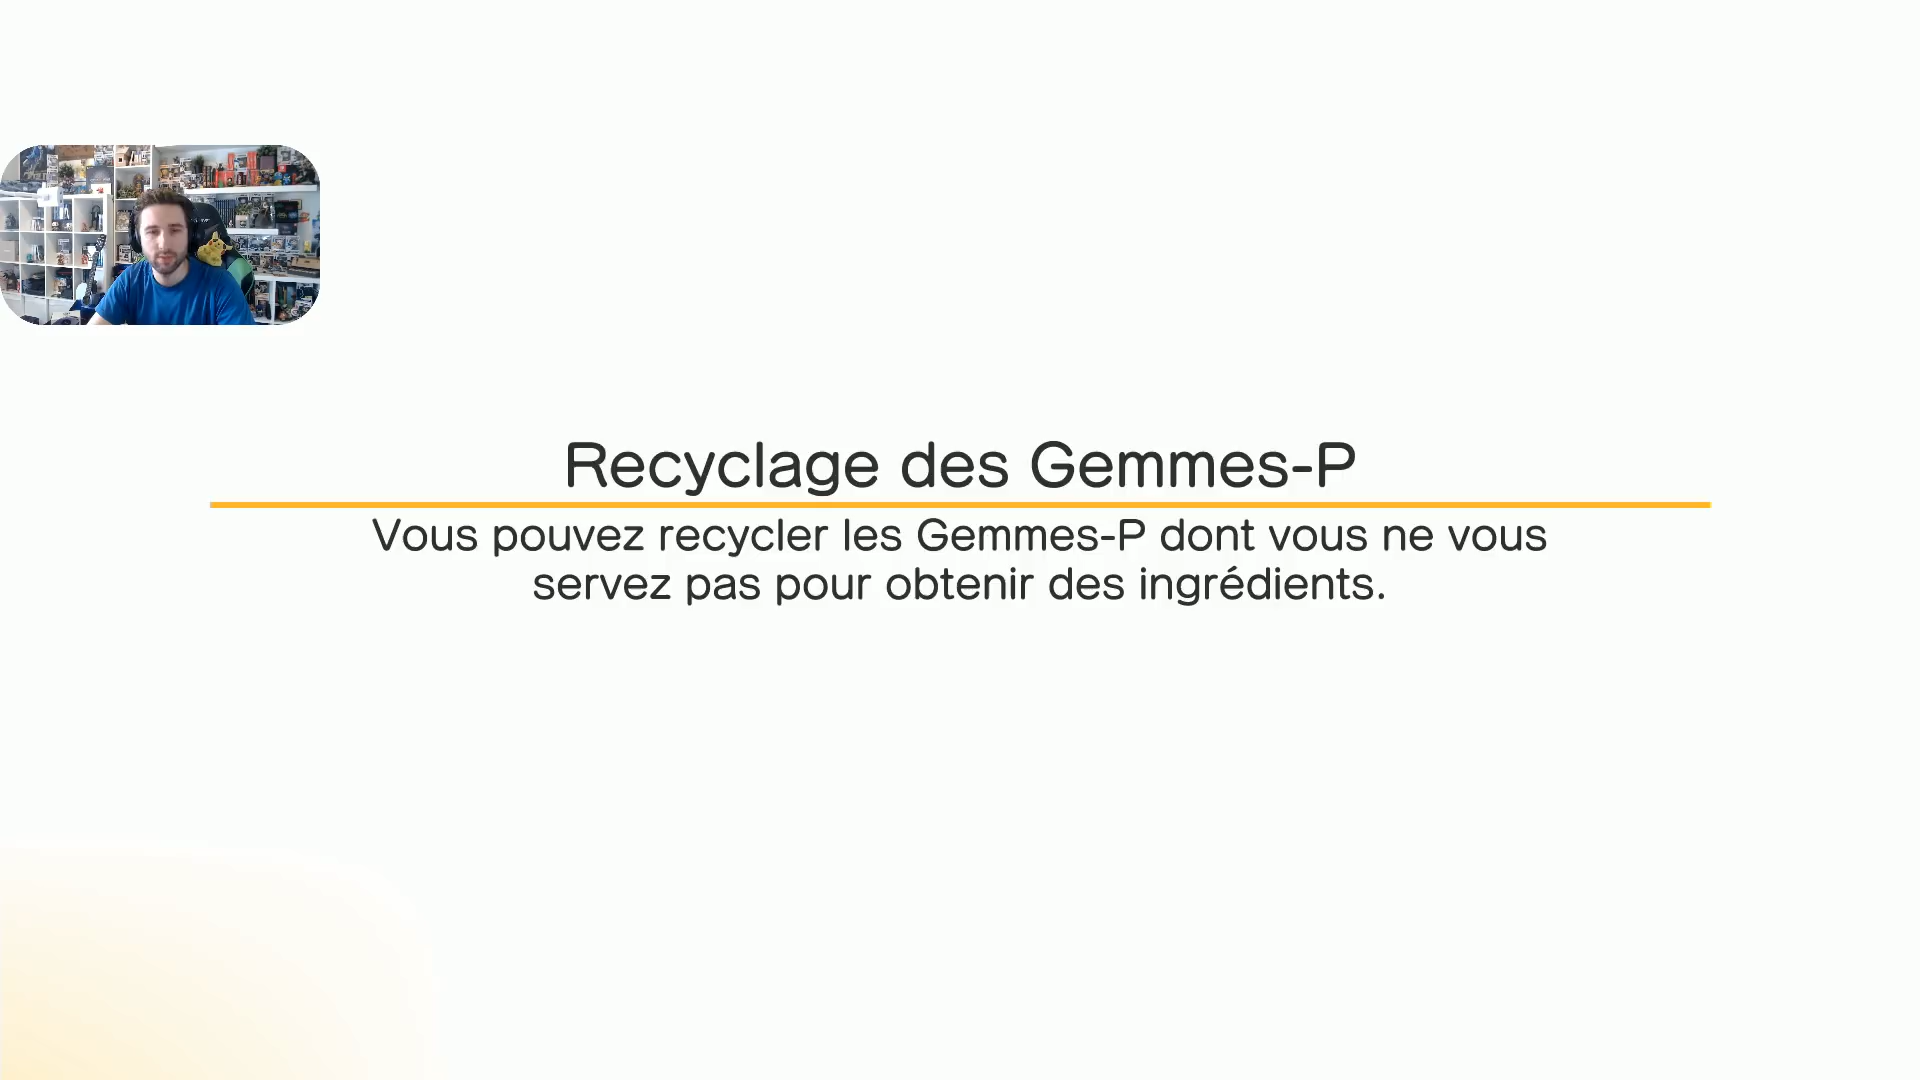 Recyclage des Gemmes-P
Vous pouvez recycler les Gemmes-P dont vous ne vous
servez pas pour obtenir des ingrédients.